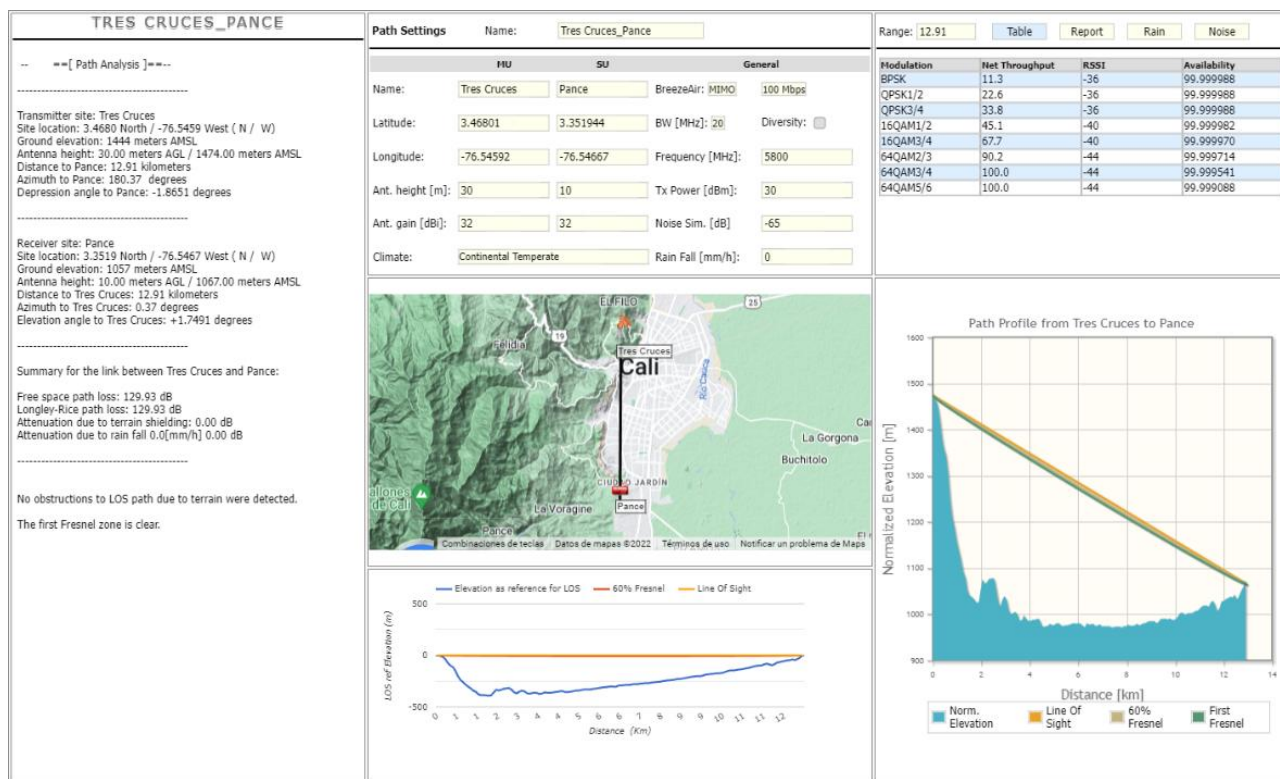 TRES CRUCES_PANCE
-- ==[ Path Analysis ]==--
-------------------------------------------
Transmitter site: Tres Cruces
Site location: 3.4680 North / -76.5459 West ( N / W)
Ground elevation: 1444 meters AMSL
Antenna height: 30.00 meters AGL / 1474.00 meters AMSL
Distance to Pance: 12.91 kilometers
Azimuth to Pance: 180.37 degrees
Depression angle to Pance: -1.8651 degrees
-------------------------------------------
Receiver site: Pance
Site location: 3.3519 North / -76.5467 West ( N / W)
Ground elevation: 1057 meters AMSL
Antenna height: 10.00 meters AGL / 1067.00 meters AMSL
Distance to Tres Cruces: 12.91 kilometers
Azimuth to Tres Cruces: 0.37 degrees
Elevation angle to Tres Cruces: +1.7491 degrees
-------------------------------------------
Summary for the link between Tres Cruces and Pance:
Free space path loss: 129.93 dB
Longley-Rice path loss: 129.93 dB
Attenuation due to terrain shielding: 0.00 dB
Attenuation due to rain fall 0.0[mm/h] 0.00 dB
-------------------------------------------
No obstructions to LOS path due to terrain were detected.
The first Fresnel zone is clear.
Path Settings Name: Tres Cruces_Pance
MU SU General
Name: Tres Cruces Pance BreezeAir: MIMO 100 Mbps
Latitude: 3.46801 3.351944 BW [MHz]: 20 Diversity:
Longitude: -76.54592 -76.54667 Frequency [MHz]: 5800
Ant. height [m]: 30 10 Tx Power [dBm]: 30
Ant. gain [dBi]: 32 32 Noise Sim. [dB] -65
Climate: Continental Temperate Rain Fall [mm/h]: 0
EL FILO
25
19
Felidia
Tres Cruces
Cali
Río Cauca
La Gorgona
Buchitolo
CIUDAD JARDÍN
allones de Cali
La Voragine
Pance
Pance
Combinaciones de teclas Datos de mapas ©2022 Términos de uso Notificar un problema de Maps
Elevation as reference for LOS 60% Fresnel Line Of Sight
LOS ref Elevation (m)
500
0
-500
0 1 1 2 3 4 4 5 6 6 7 8 9 9 10 11 11 12
Distance (Km)
Range: 12.91 Table Report Rain Noise
Modulation Net Throughput RSSI Availability
BPSK 11.3 -36 99.999988
QPSK1/2 22.6 -36 99.999988
QPSK3/4 33.8 -36 99.999988
16QAM1/2 45.1 -40 99.999982
16QAM3/4 67.7 -40 99.999970
64QAM2/3 90.2 -44 99.999714
64QAM3/4 100.0 -44 99.999541
64QAM5/6 100.0 -44 99.999088
Path Profile from Tres Cruces to Pance
Normalized Elevation [m]
1600
1500
1400
1300
1200
1100
1000
900
0 2 4 6 8 10 12 14
Distance [km]
Norm. Elevation
Line Of Sight
60% Fresnel
First Fresnel